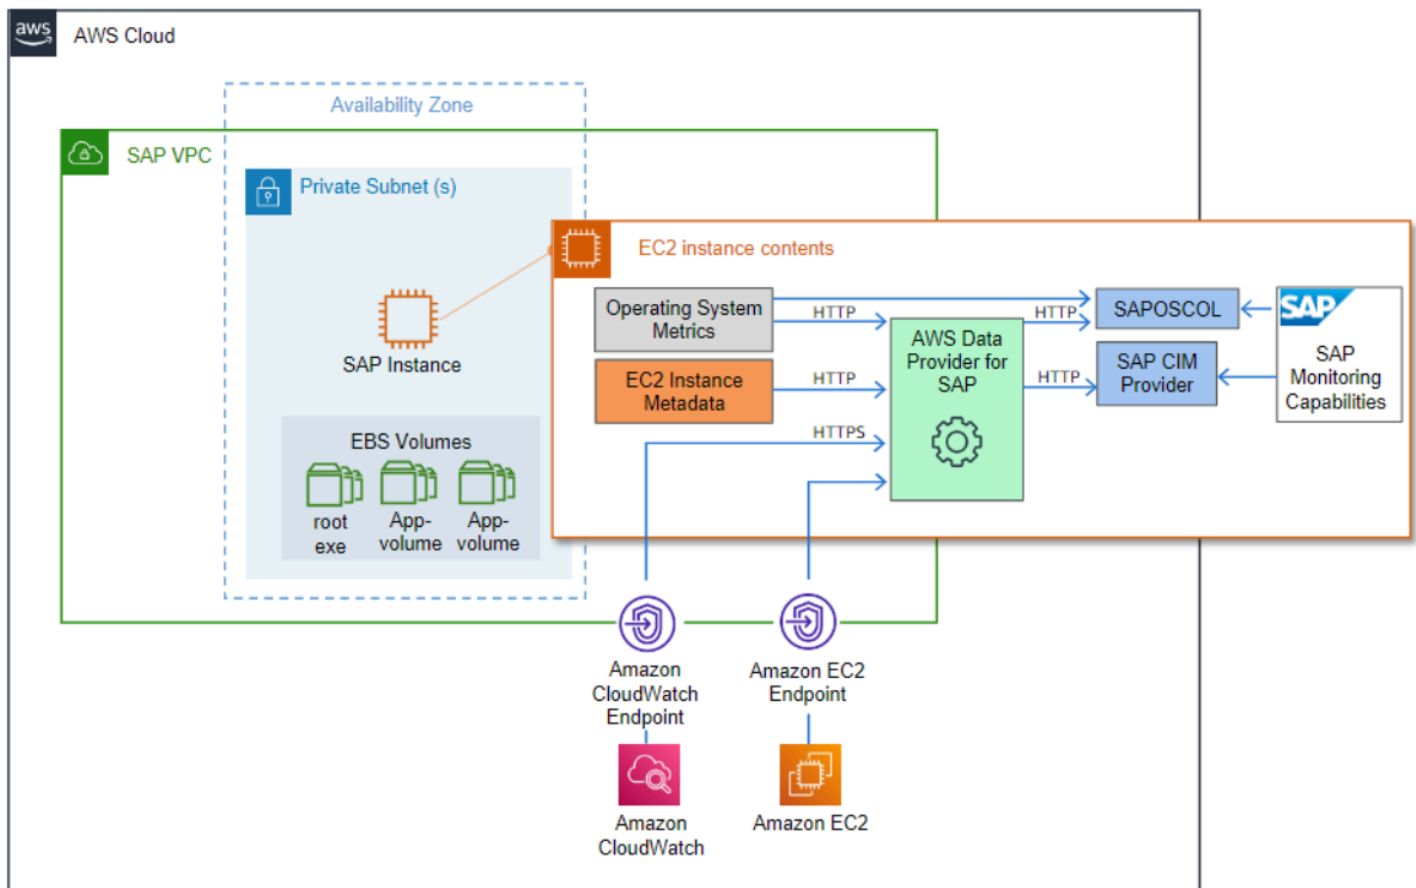 aws
AWS Cloud
Availability Zone
SAP VPC
Private Subnet (s)
EC2 instance contents
Operating System
Metrics
HTTP
HTTP
SAPOSCOL
SAP
AWS Data
Provider for
SAP
SAP
Monitoring
Capabilities
SAP Instance
EC2 Instance
Metadata
HTTP
HTTP
SAP CIM
Provider
HTTPS
EBS Volumes
root
exe
App-
volume
App-
volume
Amazon
CloudWatch
Endpoint
Amazon EC2
Endpoint
Amazon
CloudWatch
Amazon EC2